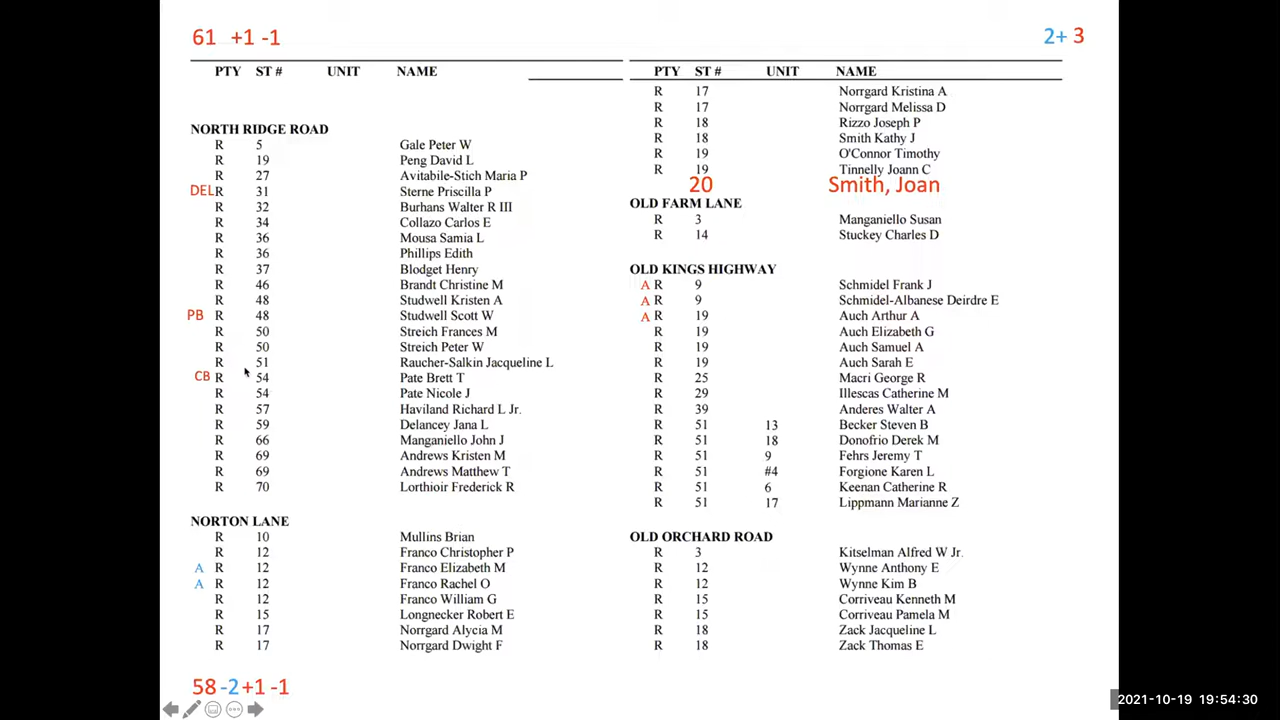 61 +1 -1
2+ 3
PTY ST # UNIT NAME
NORTH RIDGE ROAD
R 5 Gale Peter W
R 19 Peng David L
R 27 Avitabile-Stich Maria P
DEL R 31 Sterne Priscilla P
R 32 Burhans Walter R III
R 34 Collazo Carlos E
R 36 Mousa Samia L
R 36 Phillips Edith
R 37 Blodget Henry
R 46 Brandt Christine M
R 48 Studwell Kristen A
PB R 48 Studwell Scott W
R 50 Streich Frances M
R 50 Streich Peter W
R 51 Raucher-Salkin Jacqueline L
CB R 54 Pate Brett T
R 54 Pate Nicole J
R 57 Haviland Richard L Jr.
R 59 Delancey Jana L
R 66 Manganiello John J
R 69 Andrews Kristen M
R 69 Andrews Matthew T
R 70 Lorthioir Frederick R
NORTON LANE
R 10 Mullins Brian
R 12 Franco Christopher P
A R 12 Franco Elizabeth M
A R 12 Franco Rachel O
R 12 Franco William G
R 15 Longnecker Robert E
R 17 Norrgard Alycia M
R 17 Norrgard Dwight F
58 -2 +1 -1
PTY ST # UNIT NAME
R 17 Norrgard Kristina A
R 17 Norrgard Melissa D
R 18 Rizzo Joseph P
R 18 Smith Kathy J
R 19 O'Connor Timothy
R 19 Tinnelly Joann C
20 Smith, Joan
OLD FARM LANE
R 3 Manganiello Susan
R 14 Stuckey Charles D
OLD KINGS HIGHWAY
A R 9 Schmidel Frank J
A R 9 Schmidel-Albanese Deirdre E
A R 19 Auch Arthur A
R 19 Auch Elizabeth G
R 19 Auch Samuel A
R 19 Auch Sarah E
R 25 Macri George R
R 29 Illescas Catherine M
R 39 Anderes Walter A
R 51 13 Becker Steven B
R 51 18 Donofrio Derek M
R 51 9 Fehrs Jeremy T
R 51 #4 Forgione Karen L
R 51 6 Keenan Catherine R
R 51 17 Lippmann Marianne Z
OLD ORCHARD ROAD
R 3 Kitselman Alfred W Jr.
R 12 Wynne Anthony E
R 12 Wynne Kim B
R 15 Corriveau Kenneth M
R 15 Corriveau Pamela M
R 18 Zack Jacqueline L
R 18 Zack Thomas E
2021-10-19 19:54:30